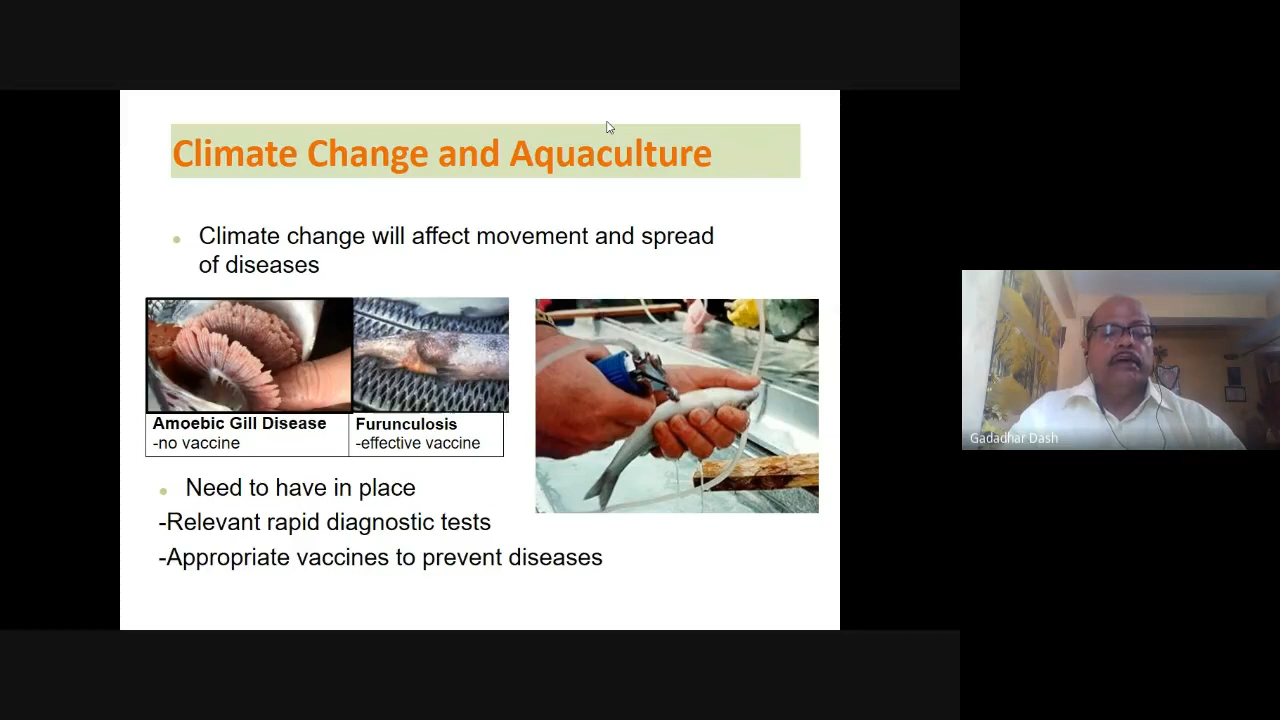 Climate Change and Aquaculture
Climate change will affect movement and spread
of diseases
Amoebic Gill Disease
-no vaccine
Furunculosis
-effective vaccine
Need to have in place
-Relevant rapid diagnostic tests
-Appropriate vaccines to prevent diseases
Gadadhar Dash